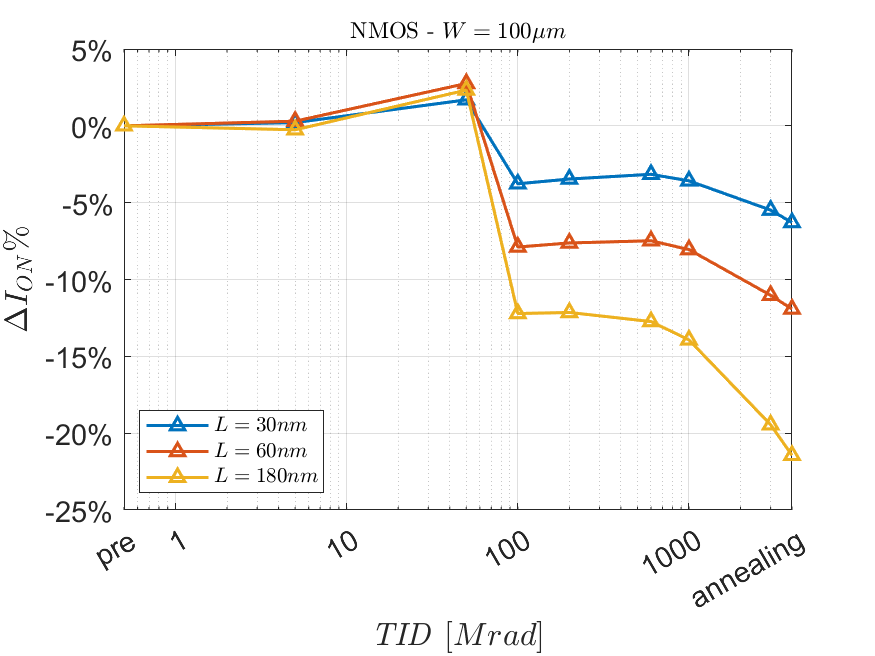 NMOS - W = 100μm
5%
0%
-5%
-10%
-15%
-20%
-25%
ΔI_ON%
L = 30nm
L = 60nm
L = 180nm
pre 1 10 100 1000 annealing
TID [Mrad]